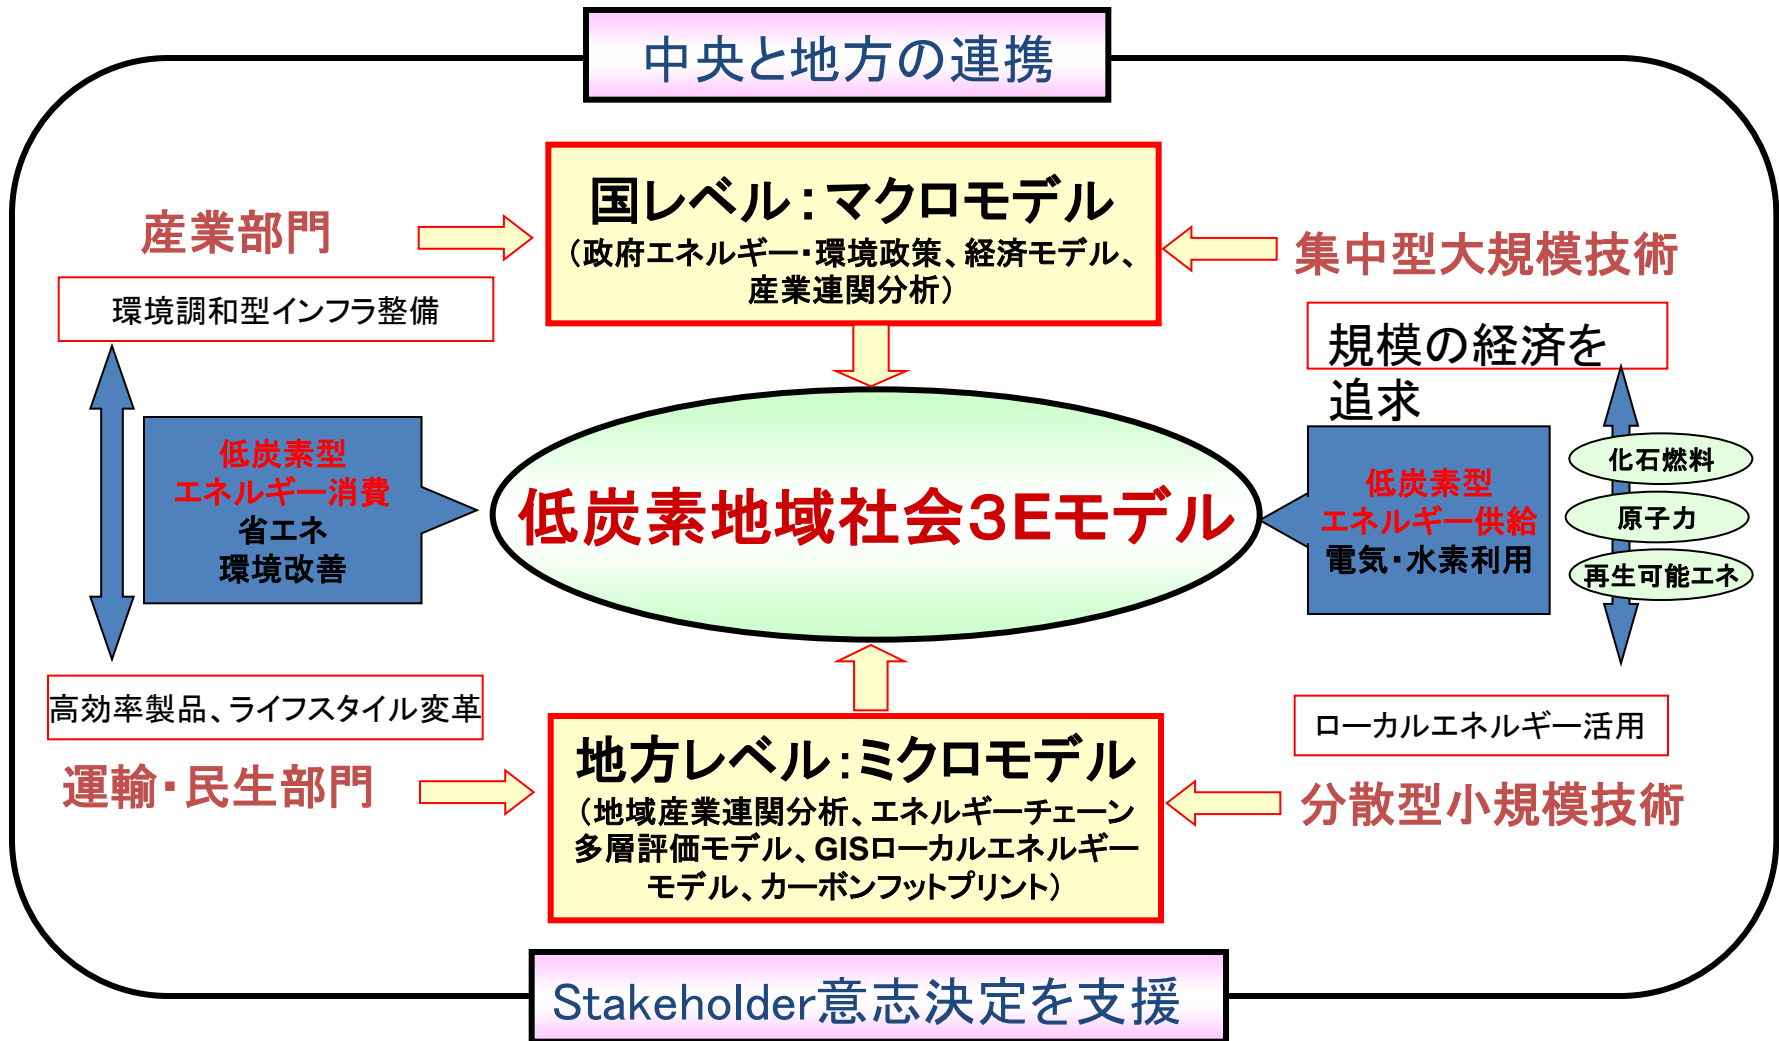 中央と地方の連携
国レベル：マクロモデル
（政府エネルギー・環境政策、経済モデル、
産業連関分析）
産業部門
環境調和型インフラ整備
集中型大規模技術
規模の経済を
追求
低炭素型
エネルギー消費
省エネ
環境改善
低炭素地域社会３Eモデル
低炭素型
エネルギー供給
電気・水素利用
化石燃料
原子力
再生可能エネ
高効率製品、ライフスタイル変革
運輸・民生部門
地方レベル：ミクロモデル
（地域産業連関分析、エネルギーチェーン
多層評価モデル、GISローカルエネルギー
モデル、カーボンフットプリント）
ローカルエネルギー活用
分散型小規模技術
Stakeholder意志決定を支援